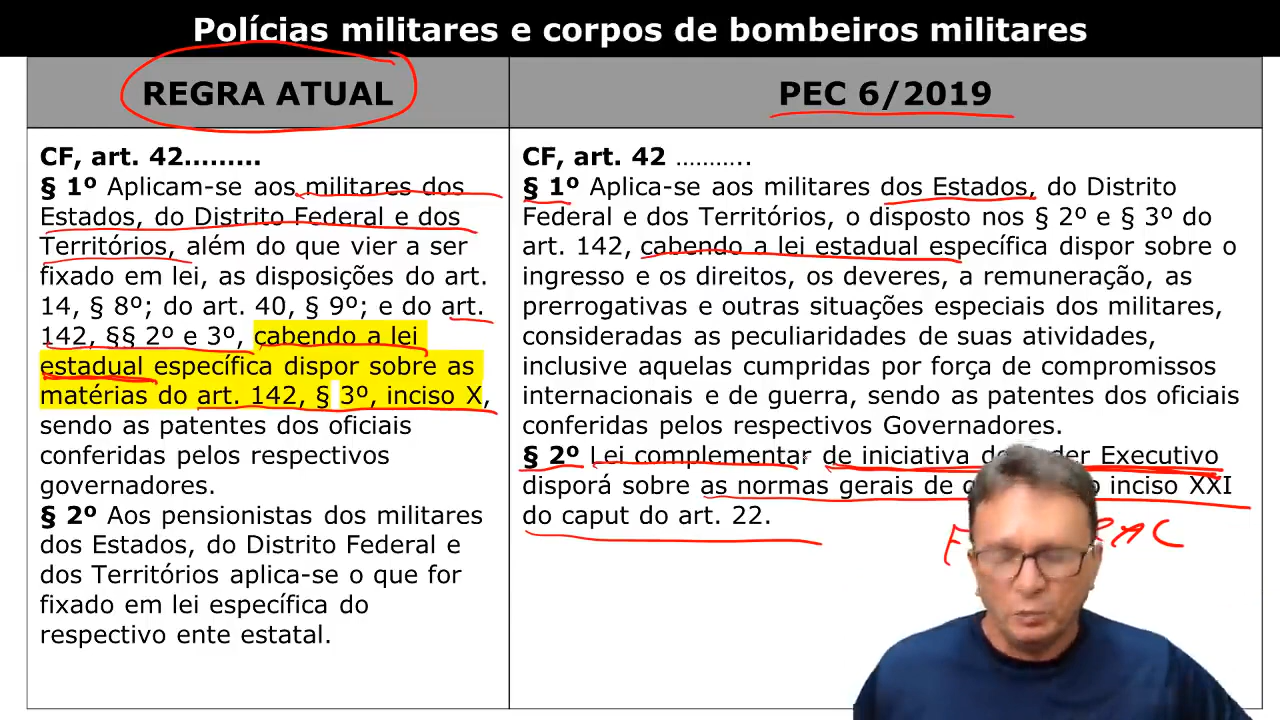 Polícias militares e corpos de bombeiros militares
REGRA ATUAL
CF, art. 42.........
§ 1º Aplicam-se aos militares dos
Estados, do Distrito Federal e dos
Territórios, além do que vier a ser
fixado em lei, as disposições do art.
14, § 8º; do art. 40, § 9º; e do art.
142, §§ 2º e 3º, cabendo a lei
estadual específica dispor sobre as
matérias do art. 142, § 3º, inciso X,
sendo as patentes dos oficiais
conferidas pelos respectivos
governadores.
§ 2º Aos pensionistas dos militares
dos Estados, do Distrito Federal e
dos Territórios aplica-se o que for
fixado em lei específica do
respectivo ente estatal.
PEC 6/2019
CF, art. 42 ………..
§ 1º Aplica-se aos militares dos Estados, do Distrito
Federal e dos Territórios, o disposto nos § 2º e § 3º do
art. 142, cabendo a lei estadual específica dispor sobre o
ingresso e os direitos, os deveres, a remuneração, as
prerrogativas e outras situações especiais dos militares,
consideradas as peculiaridades de suas atividades,
inclusive aquelas cumpridas por força de compromissos
internacionais e de guerra, sendo as patentes dos oficiais
conferidas pelos respectivos Governadores.
§ 2º Lei complementar de iniciativa do Poder Executivo
disporá sobre as normas gerais de inciso XXI
do caput do art. 22.